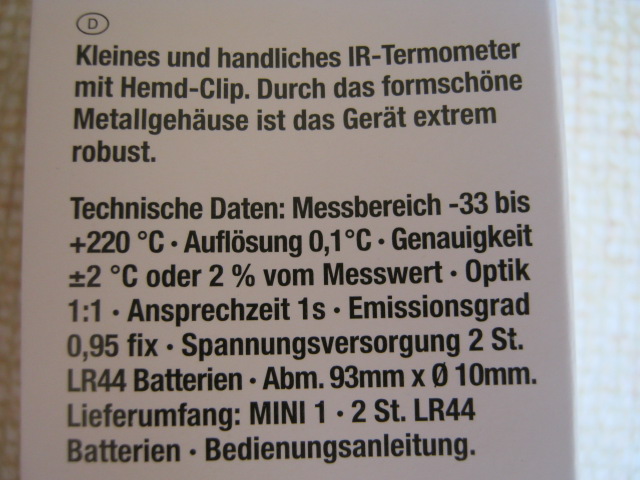 D
Kleines und handliches IR-Termometer
mit Hemd-Clip. Durch das formschöne
Metallgehäuse ist das Gerät extrem
robust.
Technische Daten: Messbereich -33 bis
+220 °C · Auflösung 0,1°C · Genauigkeit
±2 °C oder 2 % vom Messwert · Optik
1:1 · Ansprechzeit 1s · Emissionsgrad
0,95 fix · Spannungsversorgung 2 St.
LR44 Batterien · Abm. 93mm x Ø 10mm.
Lieferumfang: MINI 1 · 2 St. LR44
Batterien · Bedienungsanleitung.